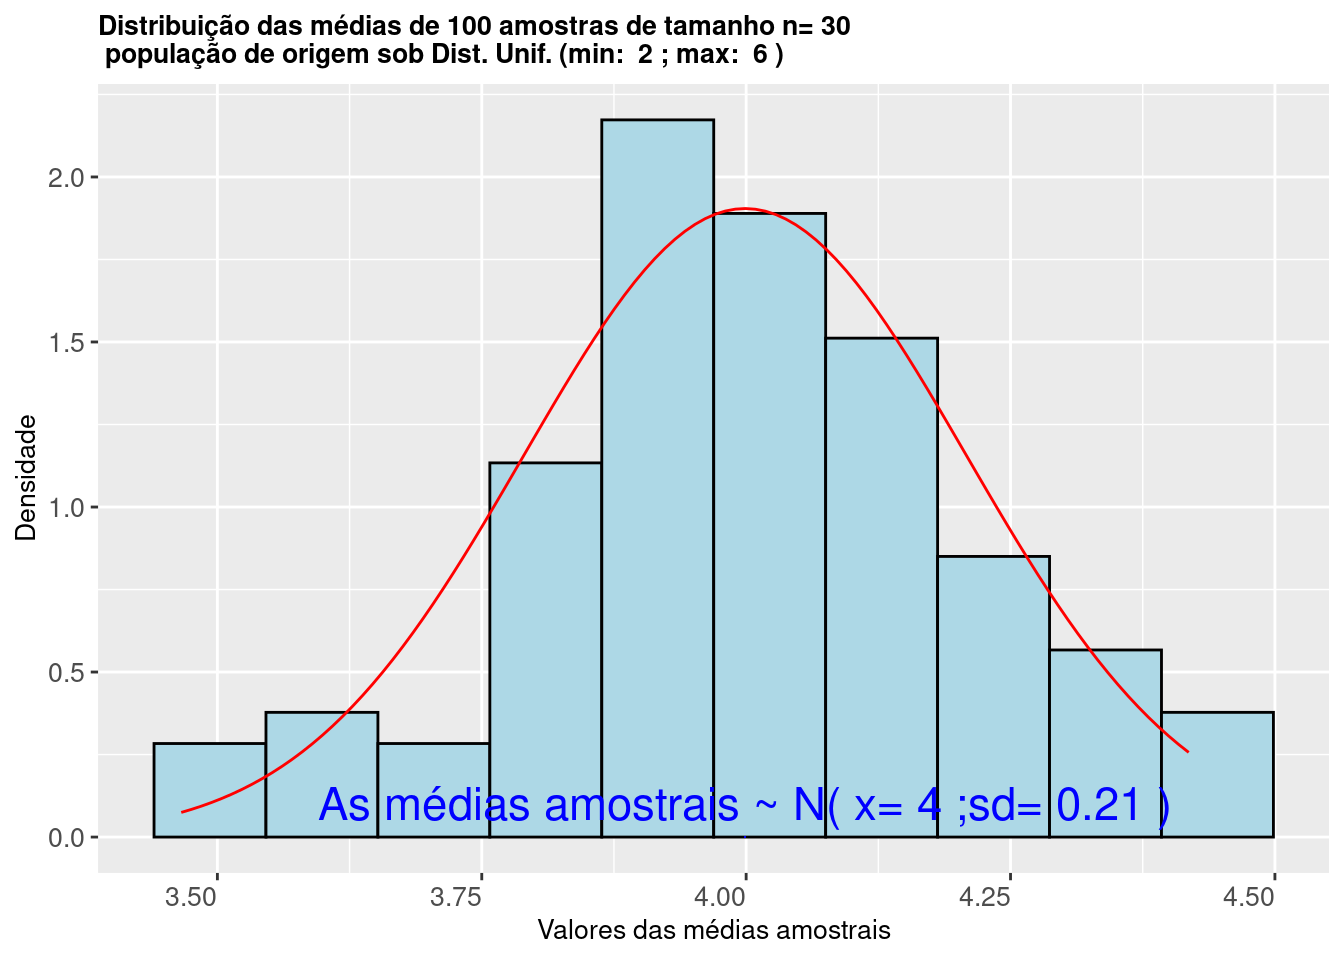 Distribuição das médias de 100 amostras de tamanho n= 30
população de origem sob Dist. Unif. (min:  2 ; max:  6 )
2.0
1.5
1.0
0.5
0.0
Densidade
As médias amostrais ~ N( x= 4 ;sd= 0.21 )
3.50 3.75 4.00 4.25 4.50
Valores das médias amostrais